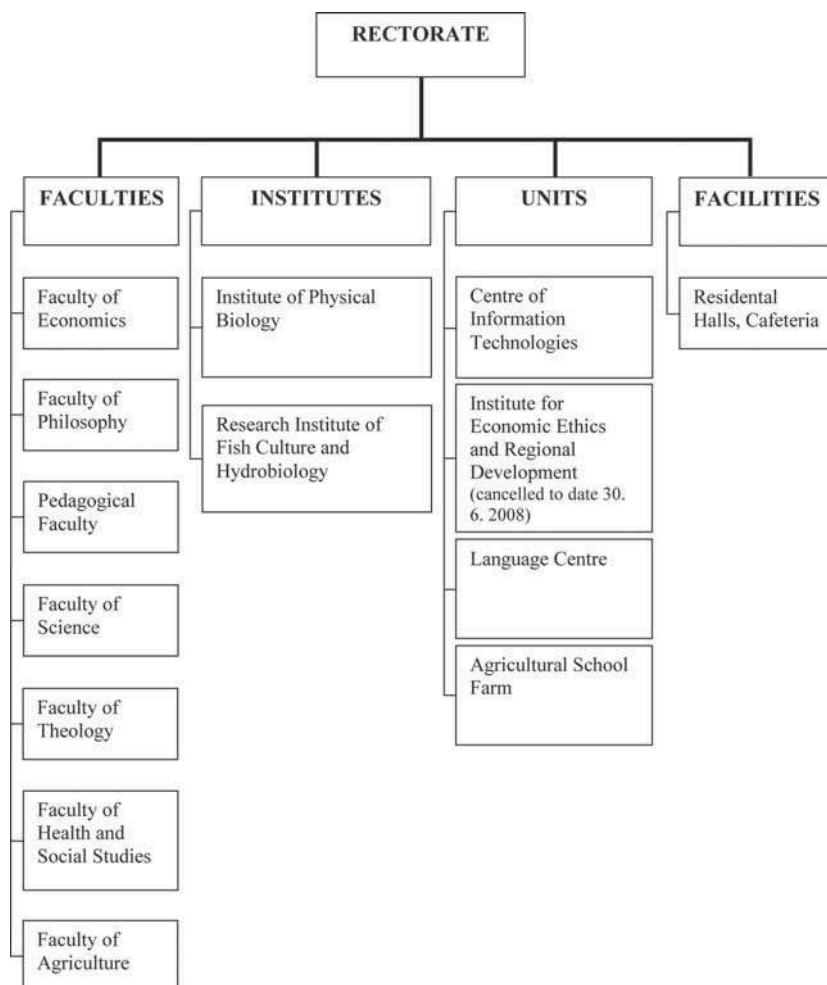 RECTORATE
FACULTIES
INSTITUTES
UNITS
FACILITIES
Faculty of
Economics
Faculty of
Philosophy
Pedagogical
Faculty
Faculty of
Science
Faculty of
Theology
Faculty of
Health and
Social Studies
Faculty of
Agriculture
Institute of Physical
Biology
Research Institute of
Fish Culture and
Hydrobiology
Centre of
Information
Technologies
Institute for
Economic Ethics
and Regional
Development
(cancelled to date 30.
6. 2008)
Language Centre
Agricultural School
Farm
Residental
Halls, Cafeteria